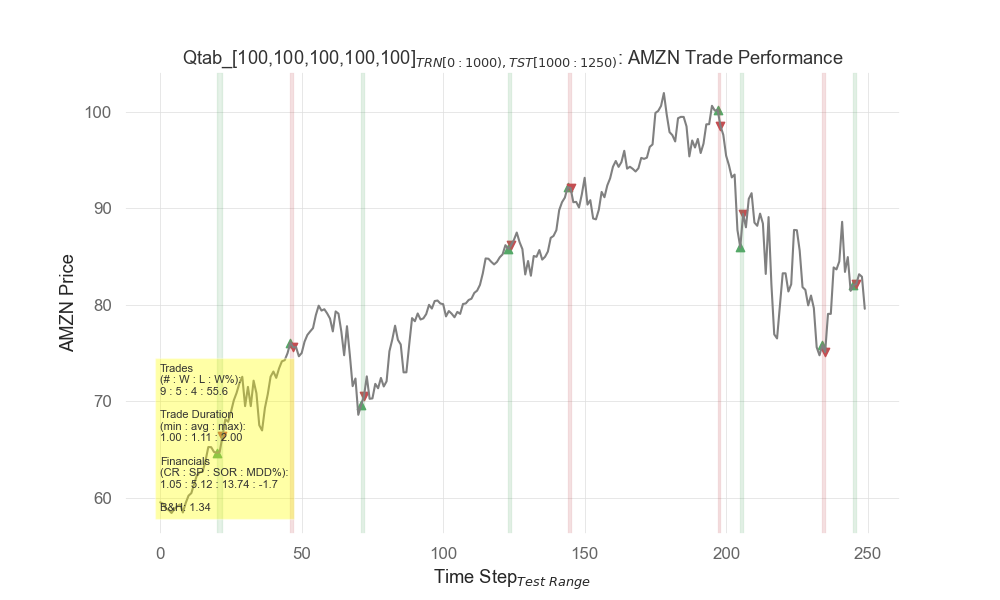 Qtab_[100,100,100,100,100]TRN[0 : 1000), TST[1000 : 1250): AMZN Trade Performance
AMZN Price
100
90
80
70
60
Trades
(# : W : L : W%):
9 : 5 : 4 : 55.6
Trade Duration
(min : avg : max):
1.00 : 1.11 : 2.00
Financials
(CR : SP : SOR : MDD%):
1.05 : 5.12 : 13.74 : -1.7
B&H: 1.34
0 50 100 150 200 250
Time Step Test Range